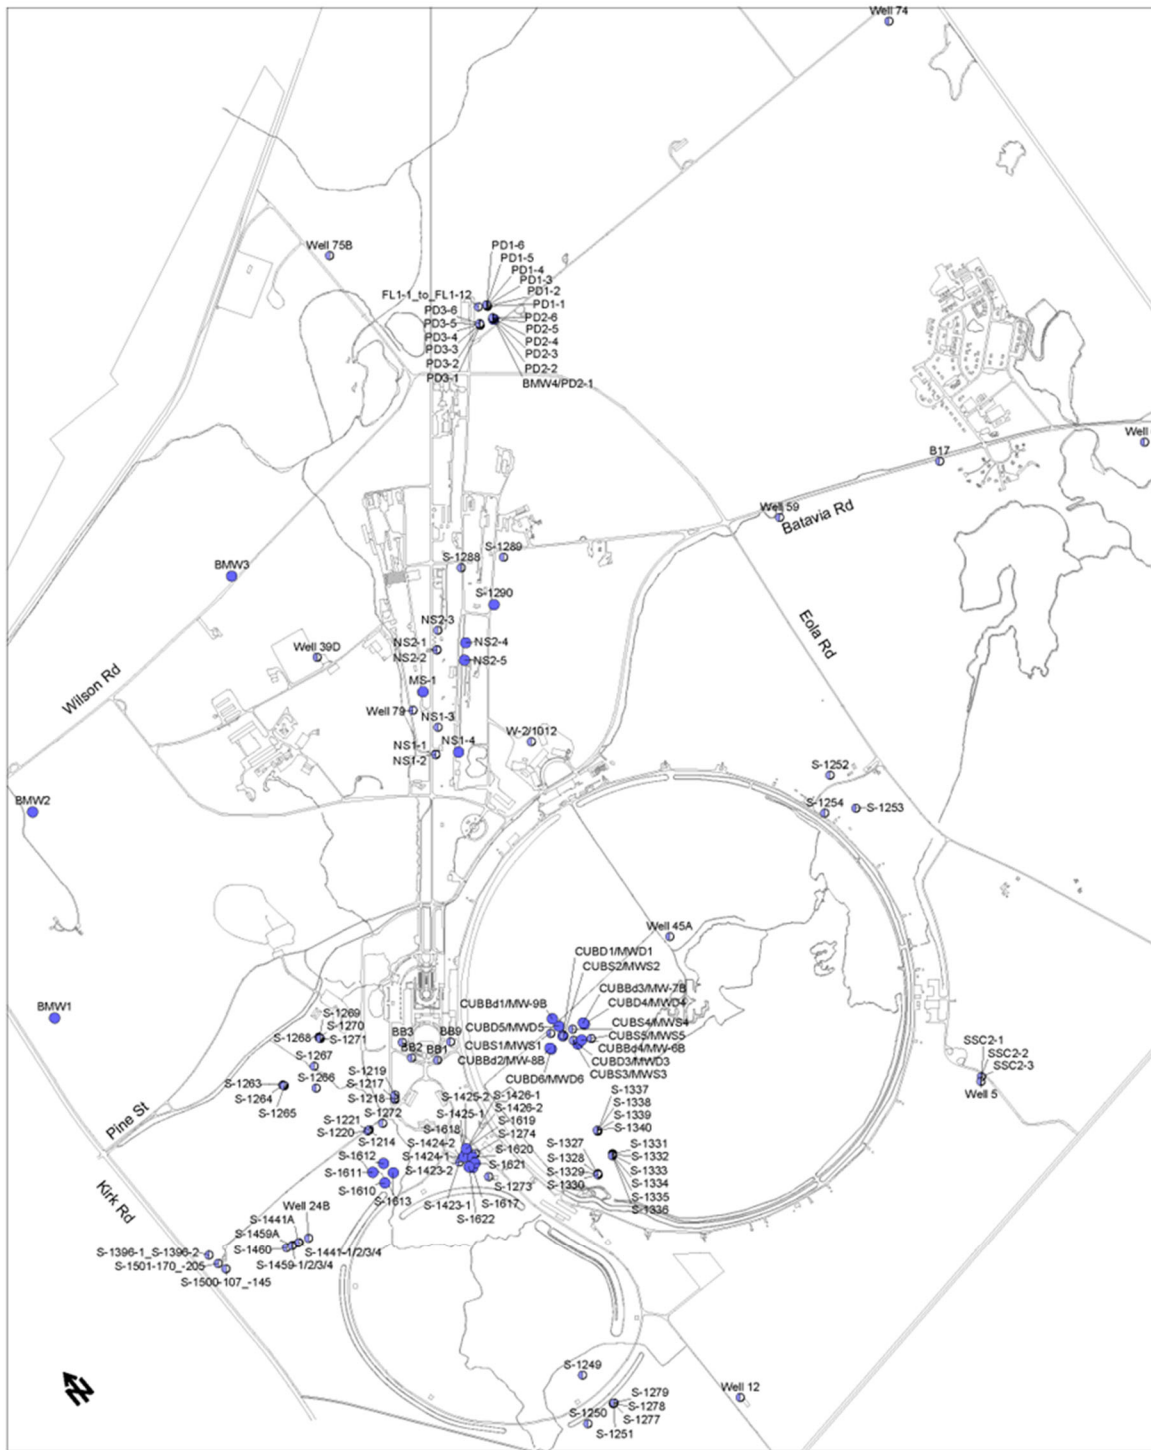 Well 74
Well 75B
PD1-6
PD1-5
PD1-4
PD1-3
PD1-2
PD1-1
FL1-1_to_FL1-12
PD3-6
PD3-5
PD3-4
PD3-3
PD3-2
PD3-1
PD2-6
PD2-5
PD2-4
PD2-3
PD2-2
BMW4/PD2-1
Well
B17
Well 59
Batavia Rd
S-1289
S-1288
BMW3
S-1290
NS2-3
NS2-1
NS2-2
NS2-4
NS2-5
Eola Rd
Well 39D
Wilson Rd
MS-1
Well 79
NS1-3
NS1-1
NS1-2
NS1-4
W-2/1012
S-1252
S-1254
S-1253
BMW2
Well 45A
CUBD1/MWD1
CUBS2/MWS2
CUBBd3/MW-7B
CUBD4/MWD4
CUBBd1/MW-9B
CUBD5/MWD5
CUBS4/MWS4
CUBS5/MWS5
CUBS1/MWS1
CUBBd4/MW-6B
CUBBd2/MW-8B
CUBD3/MWD3
CUBS3/MWS3
CUBD6/MWD6
BMW1
S-1269
S-1270
S-1268
S-1271
BB3
BB9
BB2
BB1
S-1267
S-1266
S-1263
S-1264
S-1265
SSC2-1
SSC2-2
SSC2-3
Well 5
S-1219
S-1217
S-1218
S-1425-2
S-1425-1
S-1426-1
S-1426-2
S-1337
S-1338
S-1339
S-1340
Pine St
S-1221
S-1272
S-1220
S-1214
S-1618
S-1619
S-1274
S-1424-2
S-1424-1
S-1423-2
S-1620
S-1621
S-1327
S-1328
S-1329
S-1330
S-1331
S-1332
S-1333
S-1334
S-1335
S-1336
S-1612
S-1611
S-1610
S-1613
S-1273
S-1423-1
S-1617
S-1622
Kirk Rd
Well 24B
S-1441A
S-1459A
S-1460
S-1441-1/2/3/4
S-1459-1/2/3/4
S-1396-1_S-1396-2
S-1501-170_-205
S-1500-107_-145
N
S-1249
Well 12
S-1279
S-1278
S-1277
S-1250
S-1251